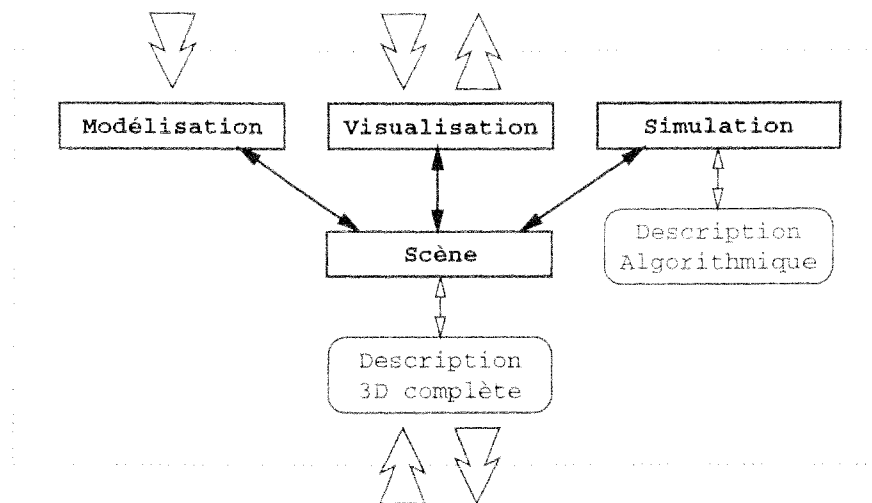 Modélisation
Visualisation
Simulation
Scène
Description
Algorithmique
Description
3D complète